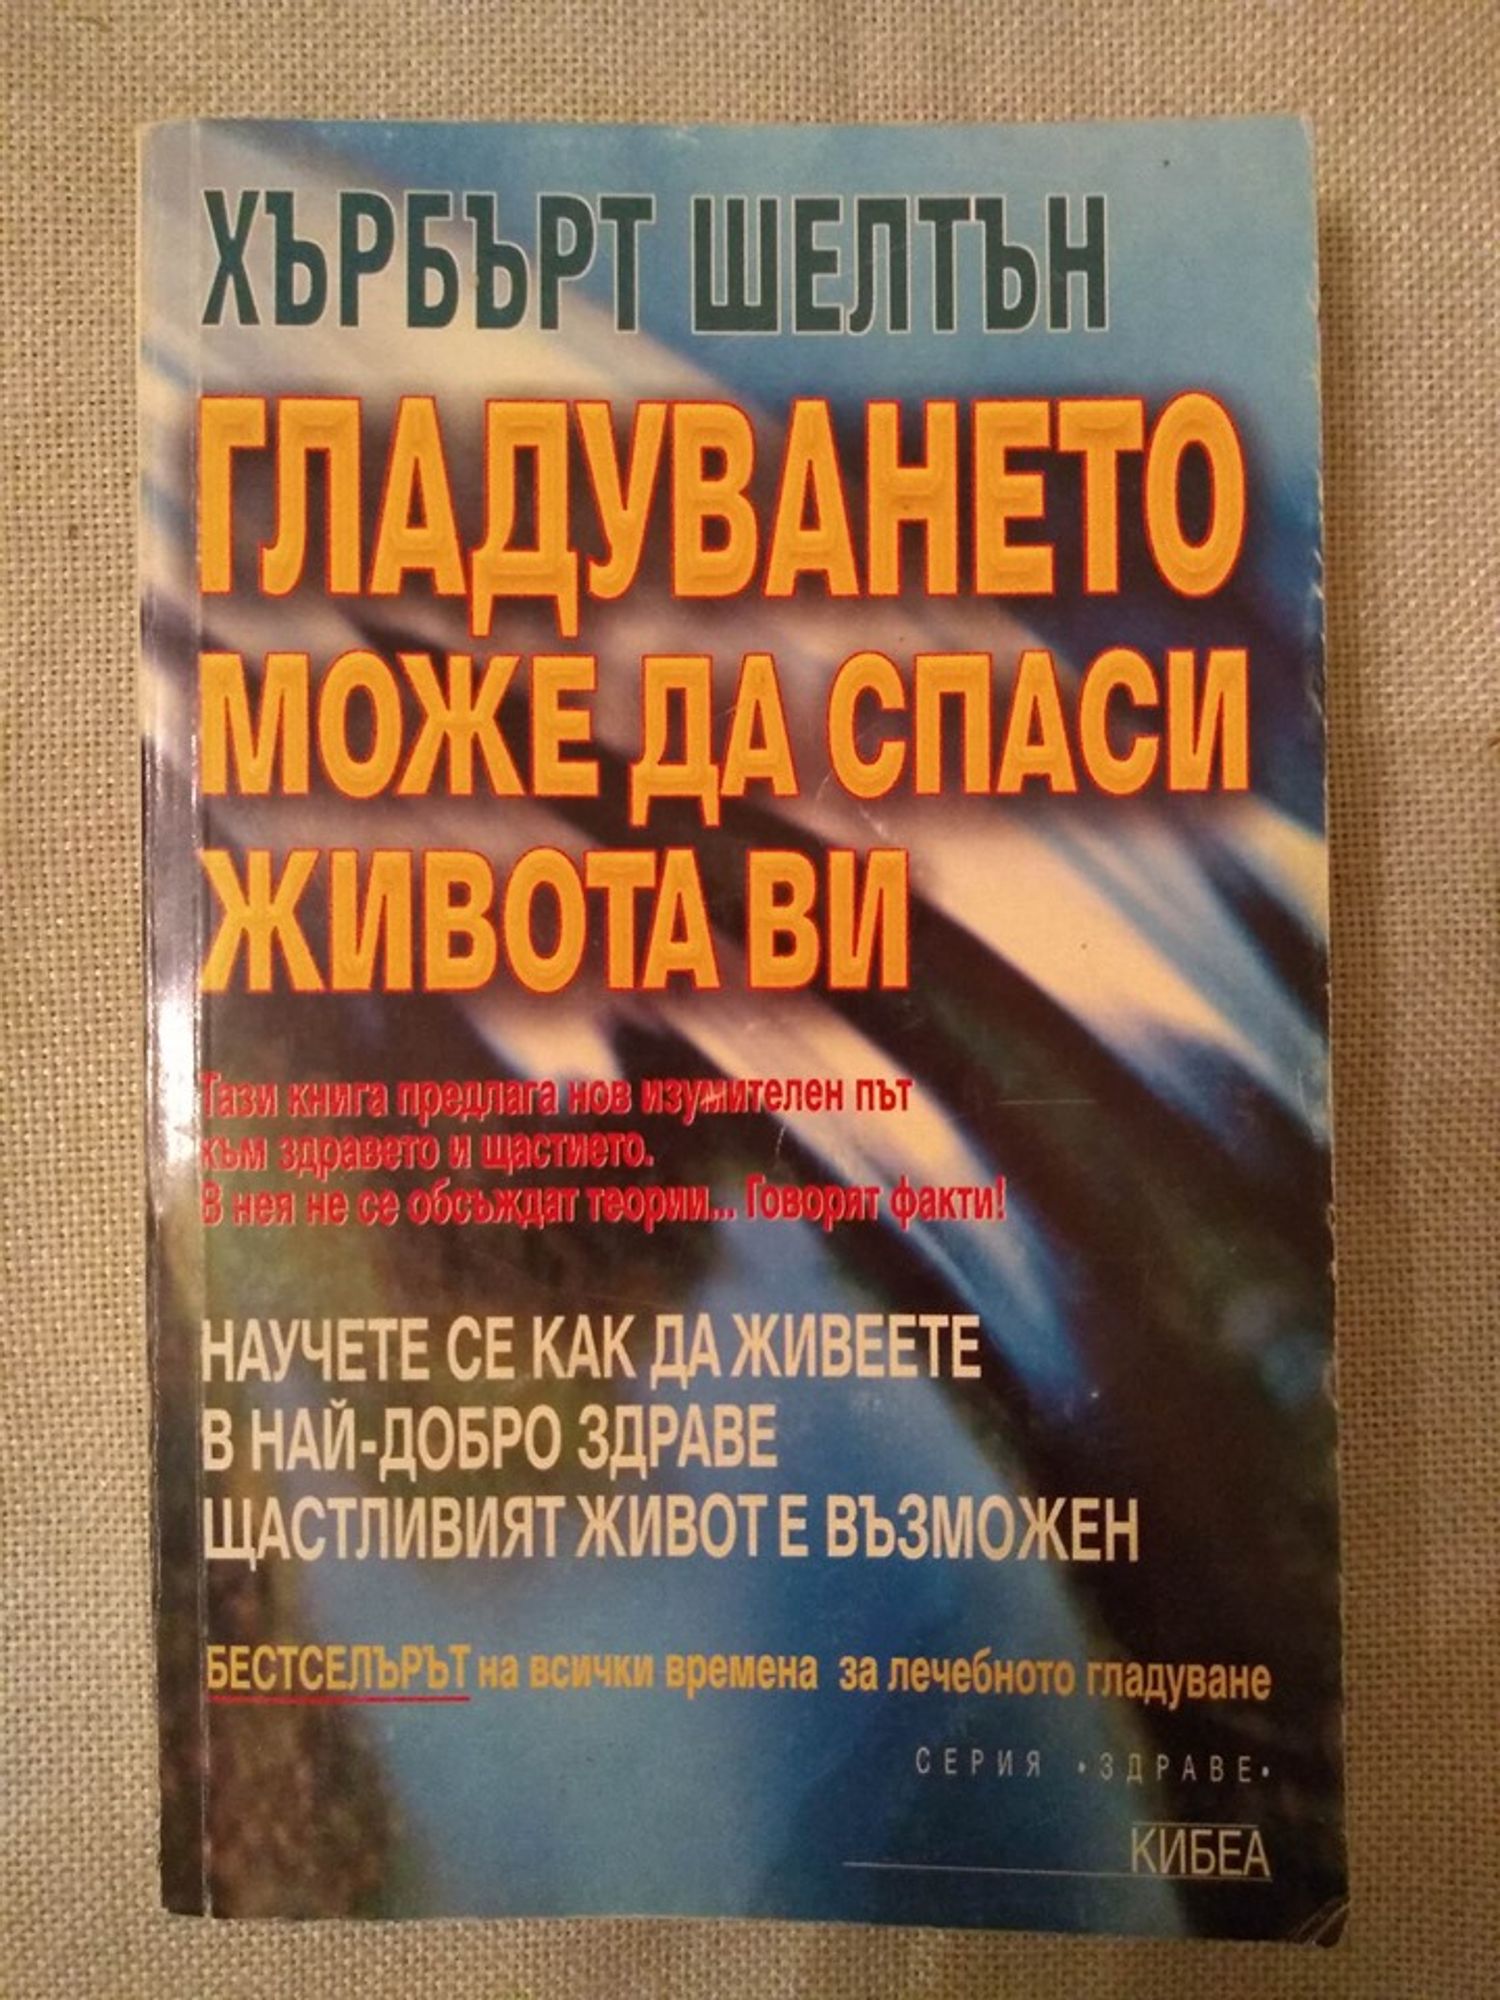 ХЪРБЪРТ ШЕЛТЪН
ГЛАДУВАНЕТО
МОЖЕ ДА СПАСИ
ЖИВОТА ВИ
Тази книга предлага нов изумителен път
към здравето и щастието.
В нея не се обсъждат теории... Говорят факти!
НАУЧЕТЕ СЕ КАК ДА ЖИВЕЕТЕ
В НАЙ-ДОБРО ЗДРАВЕ
ЩАСТЛИВИЯТ ЖИВОТ Е ВЪЗМОЖЕН
БЕСТСЕЛЪРЪТ на всички времена за лечебното гладуване
СЕРИЯ •ЗДРАВЕ•
КИБЕА